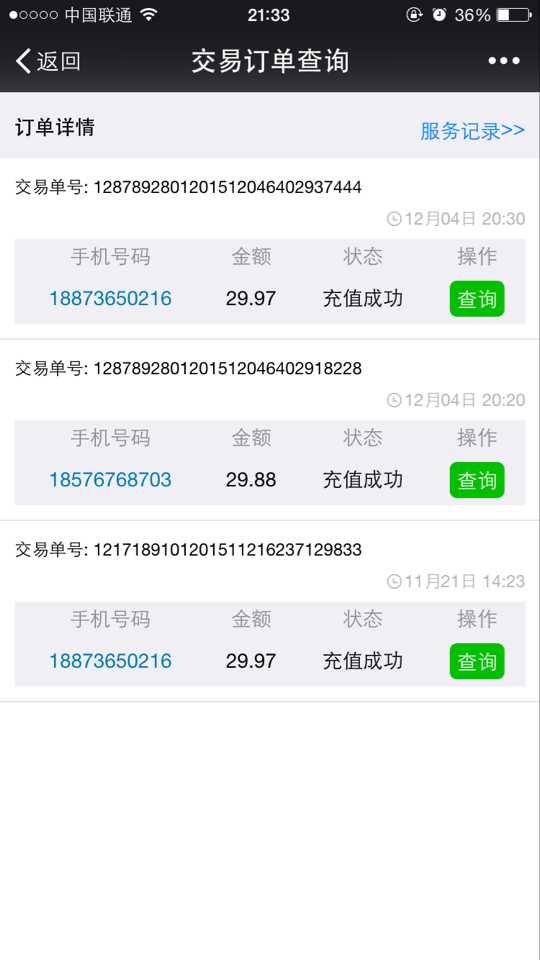 中国联通 21:33 36%
返回 交易订单查询
订单详情 服务记录>>
交易单号: 1287892801201512046402937444
12月04日 20:30
手机号码 金额 状态 操作
18873650216 29.97 充值成功 查询
交易单号: 1287892801201512046402918228
12月04日 20:20
手机号码 金额 状态 操作
18576768703 29.88 充值成功 查询
交易单号: 1217189101201511216237129833
11月21日 14:23
手机号码 金额 状态 操作
18873650216 29.97 充值成功 查询